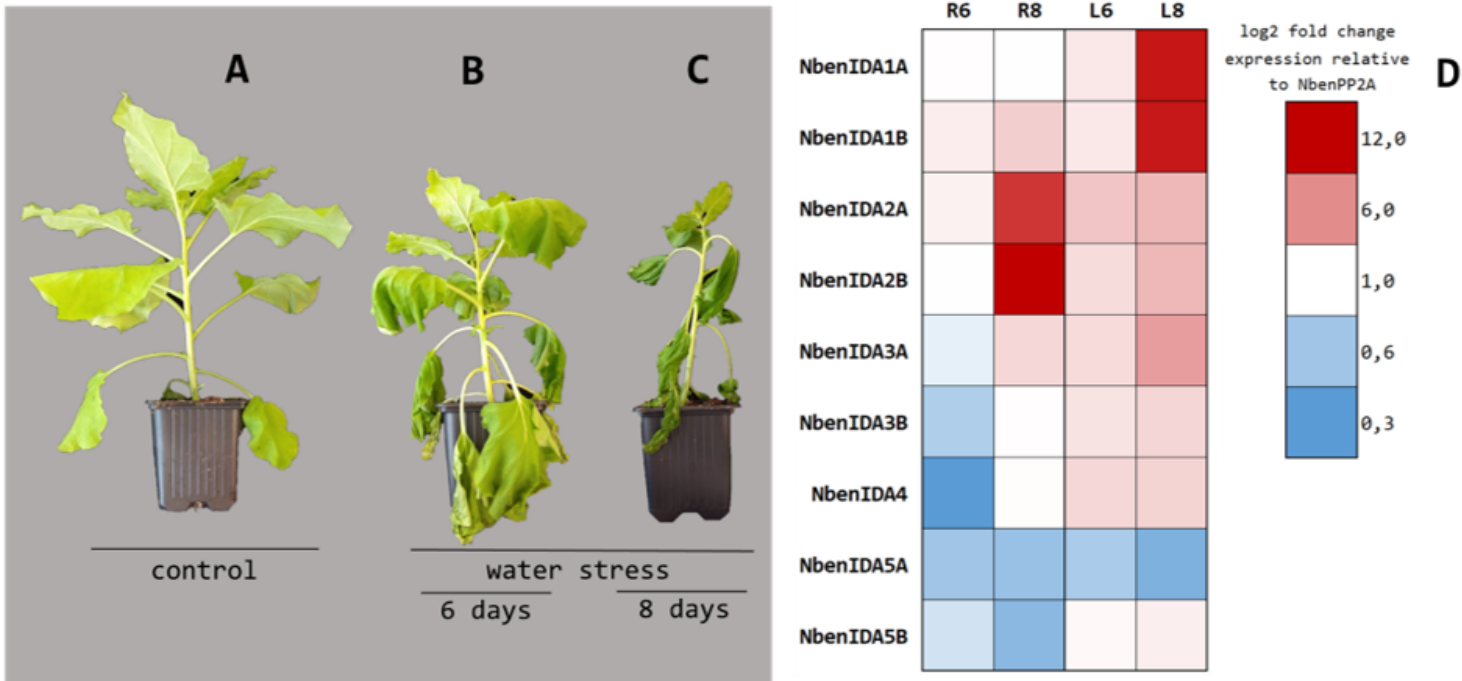 A
B
C
control
water stress
6 days
8 days
R6 R8 L6 L8
NbenIDA1A
NbenIDA1B
NbenIDA2A
NbenIDA2B
NbenIDA3A
NbenIDA3B
NbenIDA4
NbenIDA5A
NbenIDA5B
log2 fold change
expression relative
to NbenPP2A
D
12,0
6,0
1,0
0,6
0,3